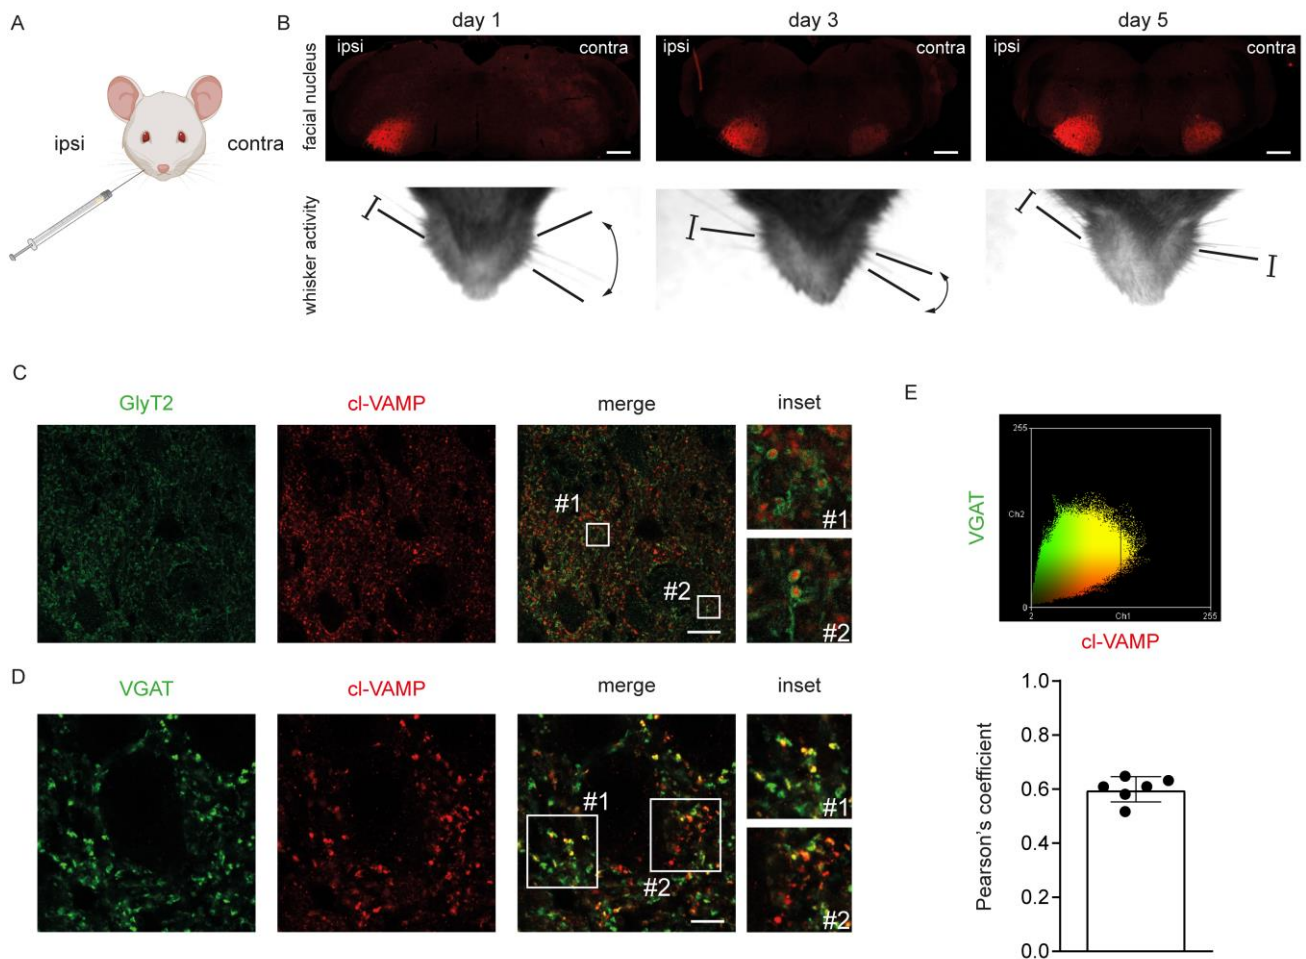 A
ipsi
contra
B
day 1
day 3
day 5
facial nucleus
ipsi
contra
ipsi
contra
ipsi
contra
whisker activity
C
GlyT2
cl-VAMP
merge
inset
#1
#2
#1
#2
D
VGAT
cl-VAMP
merge
inset
#1
#2
#1
#2
E
255
VGAT
Ch2
0
2
Ch1
255
cl-VAMP
1.0
0.8
0.6
0.4
0.2
0.0
Pearson's coefficient